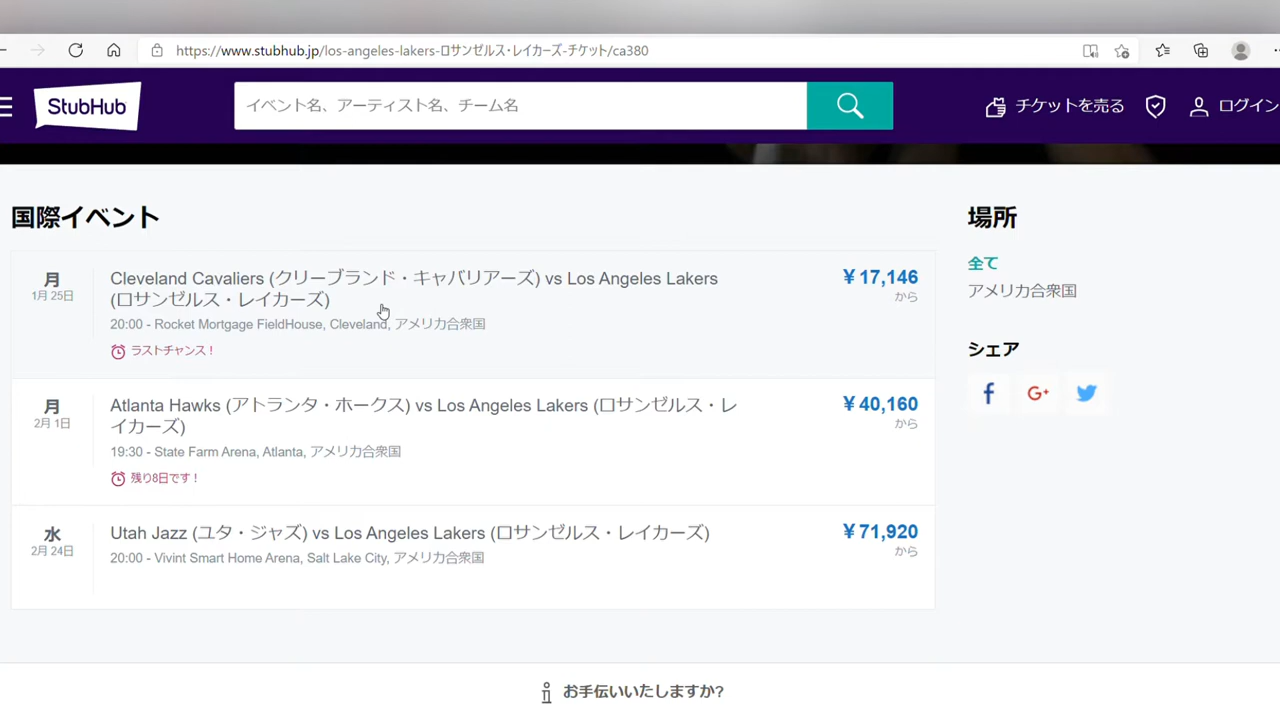 https://www.stubhub.jp/los-angeles-lakers-ロサンゼルス・レイカーズ-チケット/ca380
StubHub
イベント名、アーティスト名、チーム名
チケットを売る
ログイン
国際イベント
月
1月 25日
Cleveland Cavaliers (クリーブランド・キャバリアーズ) vs Los Angeles Lakers
(ロサンゼルス・レイカーズ)
20:00 - Rocket Mortgage FieldHouse, Cleveland, アメリカ合衆国
ラストチャンス！
¥ 17,146
から
月
2月 1日
Atlanta Hawks (アトランタ・ホークス) vs Los Angeles Lakers (ロサンゼルス・レ
イカーズ)
19:30 - State Farm Arena, Atlanta, アメリカ合衆国
残り8日です！
¥ 40,160
から
水
2月 24日
Utah Jazz (ユタ・ジャズ) vs Los Angeles Lakers (ロサンゼルス・レイカーズ)
20:00 - Vivint Smart Home Arena, Salt Lake City, アメリカ合衆国
¥ 71,920
から
場所
全て
アメリカ合衆国
シェア
f
G+
お手伝いいたしますか?